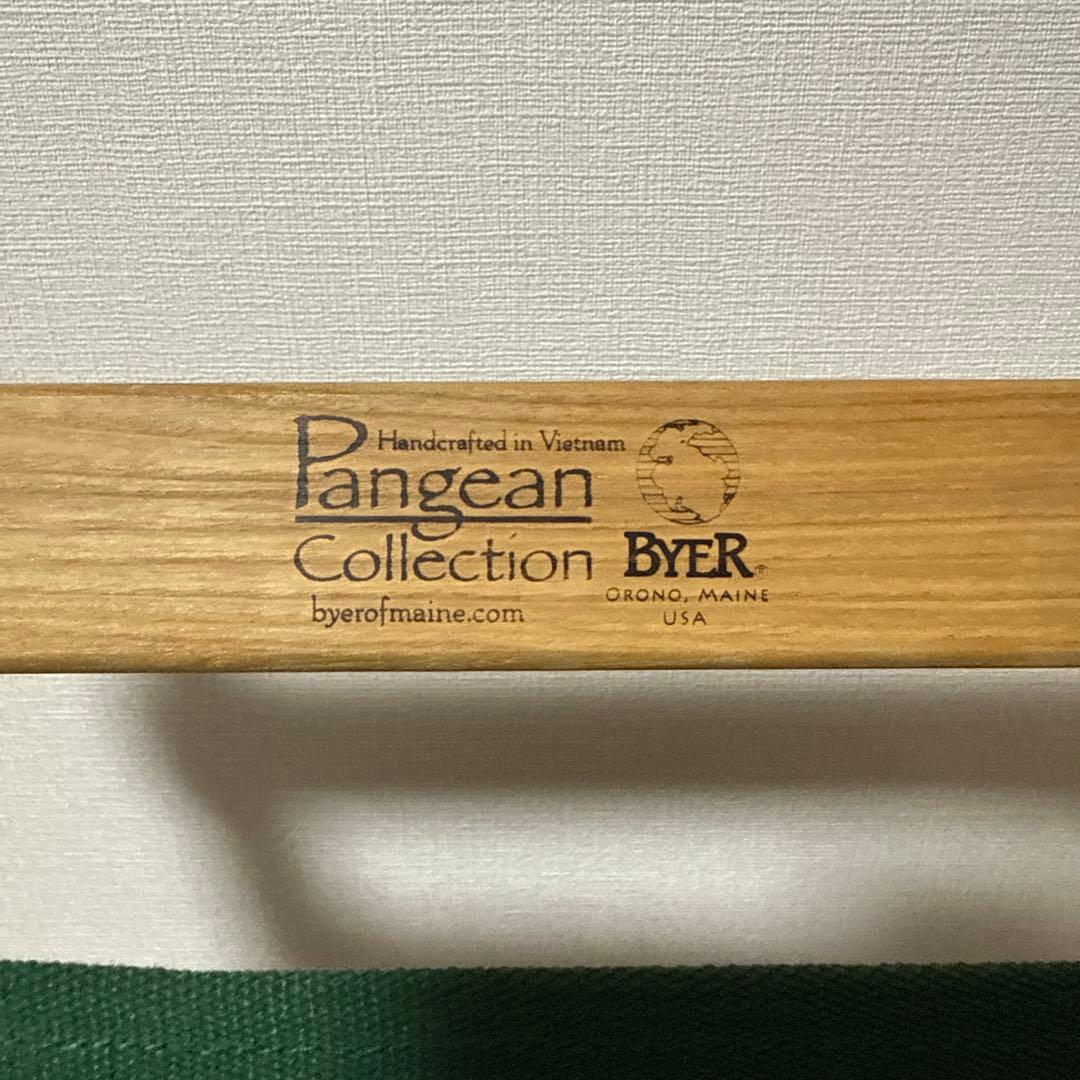 Handcrafted in Vietnam
Pangean
Collection
byerofmaine.com
BYER®
ORONO, MAINE
USA